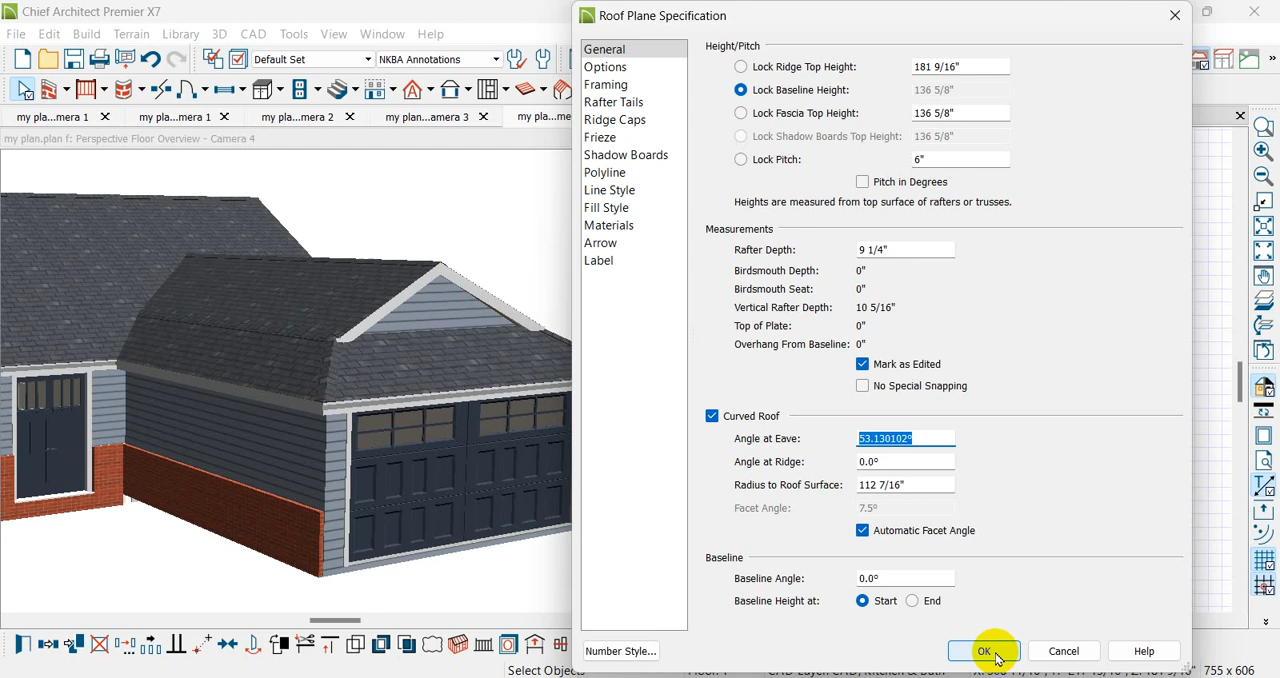 Chief Architect Premier X7
File Edit Build Terrain Library 3D CAD Tools View Window Help
Default Set NKBA Annotations
my pla...mera 1 my pla...mera 1 my pla...mera 2 my plan...amera 3 my pla...me
my plan.plan f: Perspective Floor Overview - Camera 4
Roof Plane Specification
General
Options
Framing
Rafter Tails
Ridge Caps
Frieze
Shadow Boards
Polyline
Line Style
Fill Style
Materials
Arrow
Label
Height/Pitch
Lock Ridge Top Height: 181 9/16"
Lock Baseline Height: 136 5/8"
Lock Fascia Top Height: 136 5/8"
Lock Shadow Boards Top Height: 136 5/8"
Lock Pitch: 6"
Pitch in Degrees
Heights are measured from top surface of rafters or trusses.
Measurements
Rafter Depth: 9 1/4"
Birdsmouth Depth: 0"
Birdsmouth Seat: 0"
Vertical Rafter Depth: 10 5/16"
Top of Plate: 0"
Overhang From Baseline: 0"
Mark as Edited
No Special Snapping
Curved Roof
Angle at Eave: 53.130102°
Angle at Ridge: 0.0°
Radius to Roof Surface: 112 7/16"
Facet Angle: 7.5°
Automatic Facet Angle
Baseline
Baseline Angle: 0.0°
Baseline Height at: Start End
Number Style... OK Cancel Help
Select Objects 755 x 606